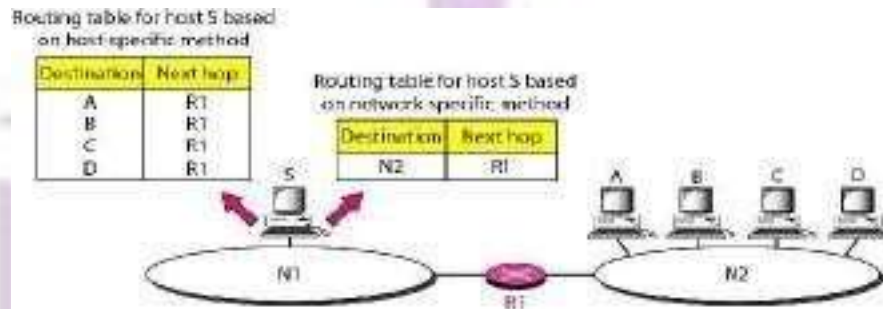 Routing table for host S based
on host-specific method
Destination Next hop
A R1
B R1
C R1
D R1
Routing table for host S based
on network specific method
Destination Next hop
N2 R1
S
A B C D
N1
R1
N2